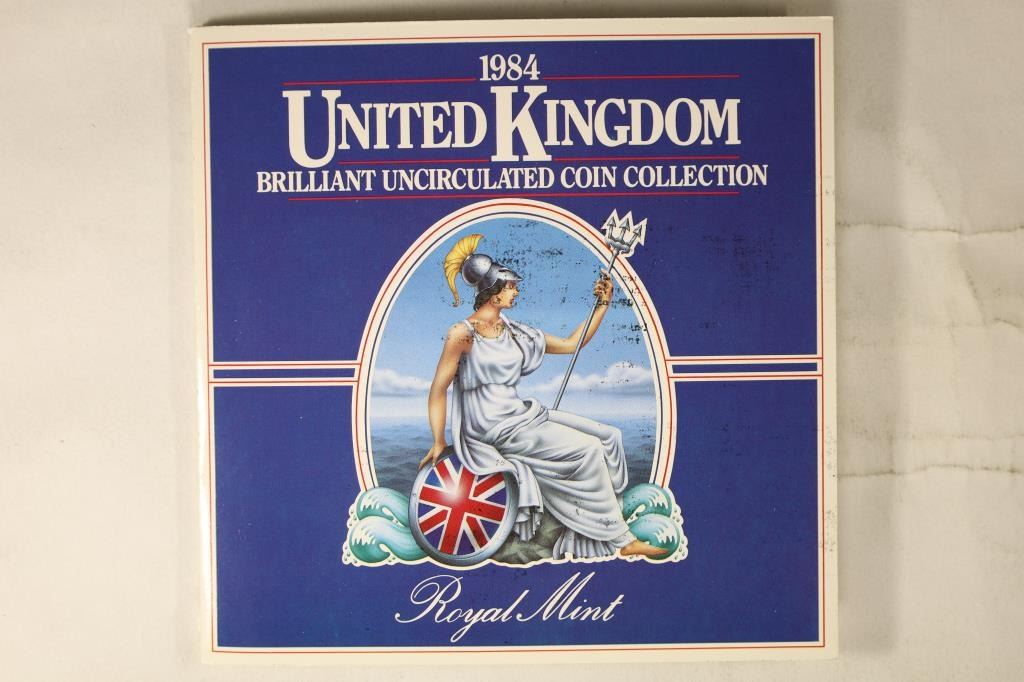 1984
UNITED KINGDOM
BRILLIANT UNCIRCULATED COIN COLLECTION
Royal Mint